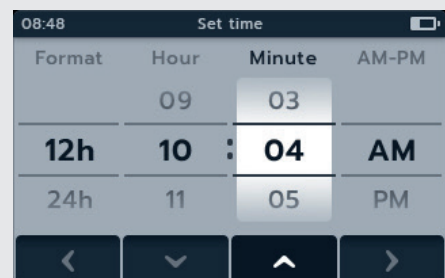 08:48 Set time
Format Hour Minute AM-PM
09 03
12h 10 : 04 AM
24h 11 05 PM